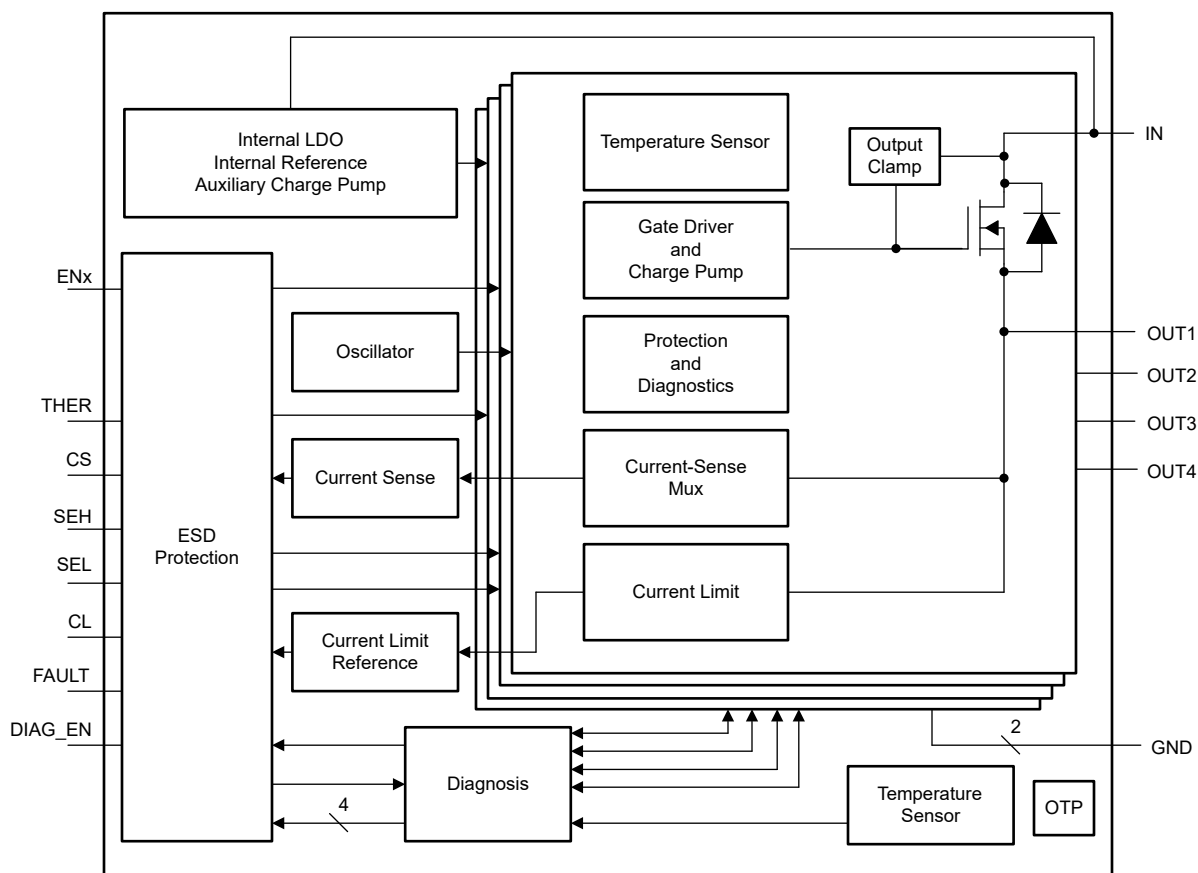 Internal LDO
Internal Reference
Auxiliary Charge Pump
Temperature Sensor
Output
Clamp
IN
Gate Driver
and
Charge Pump
ENx
Oscillator
Protection
and
Diagnostics
OUT1
OUT2
OUT3
OUT4
THER
CS
SEH
SEL
CL
FAULT
DIAG_EN
ESD
Protection
Current Sense
Current-Sense
Mux
Current Limit
Current Limit
Reference
2
GND
Diagnosis
4
Temperature
Sensor
OTP